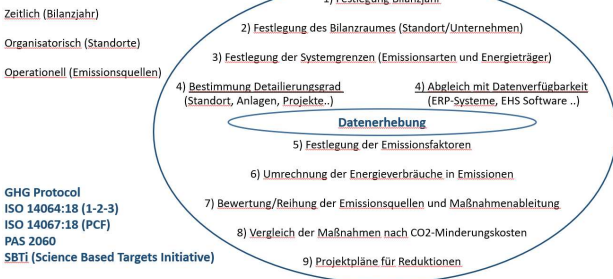 1) Festlegung Bilanzjahr
Zeitlich (Bilanzjahr)
2) Festlegung des Bilanzraumes (Standort/Unternehmen)
Organisatorisch (Standorte)
3) Festlegung der Systemgrenzen (Emissionsarten und Energieträger)
Operationell (Emissionsquellen)
4) Bestimmung Detailierungsgrad
(Standort, Anlagen, Projekte..)
4) Abgleich mit Datenverfügbarkeit
(ERP-Systeme, EHS Software ..)
Datenerhebung
5) Festlegung der Emissionsfaktoren
6) Umrechnung der Energieverbräuche in Emissionen
7) Bewertung/Reihung der Emissionsquellen und Maßnahmenableitung
8) Vergleich der Maßnahmen nach CO2-Minderungskosten
9) Projektpläne für Reduktionen
GHG Protocol
ISO 14064:18 (1-2-3)
ISO 14067:18 (PCF)
PAS 2060
SBTi (Science Based Targets Initiative)